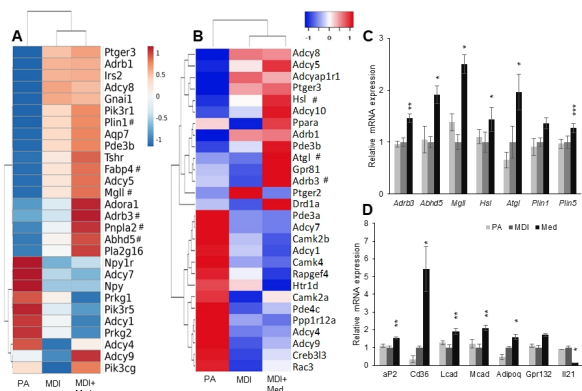 A
Ptger3
Adrb1
Irs2
Adcy8
Gnai1
Pik3r1
Plin1 #
Aqp7
Pde3b
Tshr
Fabp4 #
Adcy5
Mgll #
Adora1
Adrb3 #
Pnpla2 #
Abhd5 #
Pla2g16
Npy1r
Adcy7
Npy
Prkg1
Pik3r5
Adcy1
Prkg2
Adcy4
Adcy9
Pik3cg
PA MDI MDI+
1
0.5
0
-0.5
-1
B
-1 0 1
Adcy8
Adcy5
Adcyap1r1
Ptger3
Hsl #
Adcy10
Ppara
Adrb1
Pde3b
Atgl #
Gpr81
Adrb3 #
Ptger2
Drd1a
Pde3a
Adcy7
Camk2b
Adcy1
Camk4
Rapgef4
Htr1d
Camk2a
Pde4c
Ppp1r12a
Adcy4
Adcy9
Creb3l3
Rac3
PA MDI MDI+
C
Relative mRNA expression
3
2
1
0
** * * * * ***
Adrb3 Abhd5 Mgll Hsl Atgl Plin1 Plin5
D
PA MDI Med
Relative mRNA expression
8
7
6
5
4
3
2
1
0
** * ** ** * *
aP2 Cd36 Lcad Mcad Adipoq Gpr132 Il21